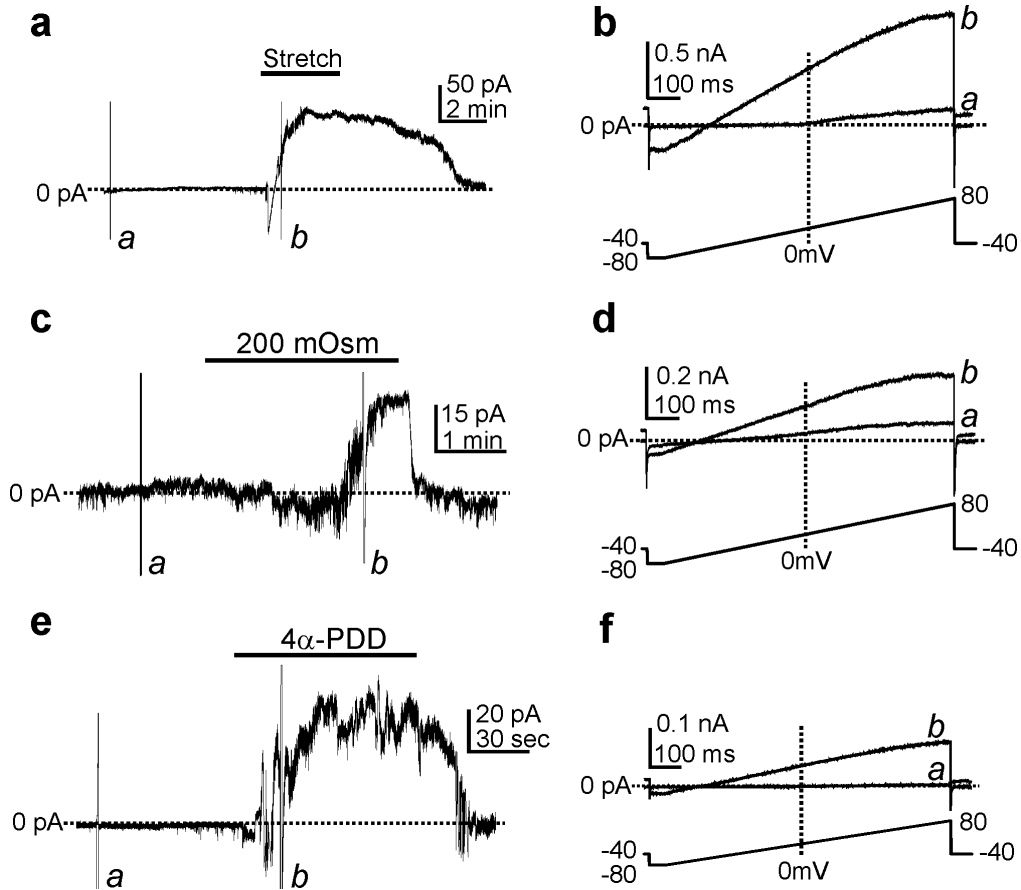 a
Stretch
50 pA
2 min
0 pA
a
b
b
0.5 nA
100 ms
b
a
0 pA
80
-40
-80
0mV
-40
c
200 mOsm
15 pA
1 min
0 pA
a
b
d
0.2 nA
100 ms
b
a
0 pA
80
-40
-80
0mV
-40
e
4α-PDD
20 pA
30 sec
0 pA
a
b
f
0.1 nA
100 ms
b
a
0 pA
80
-40
-80
0mV
-40